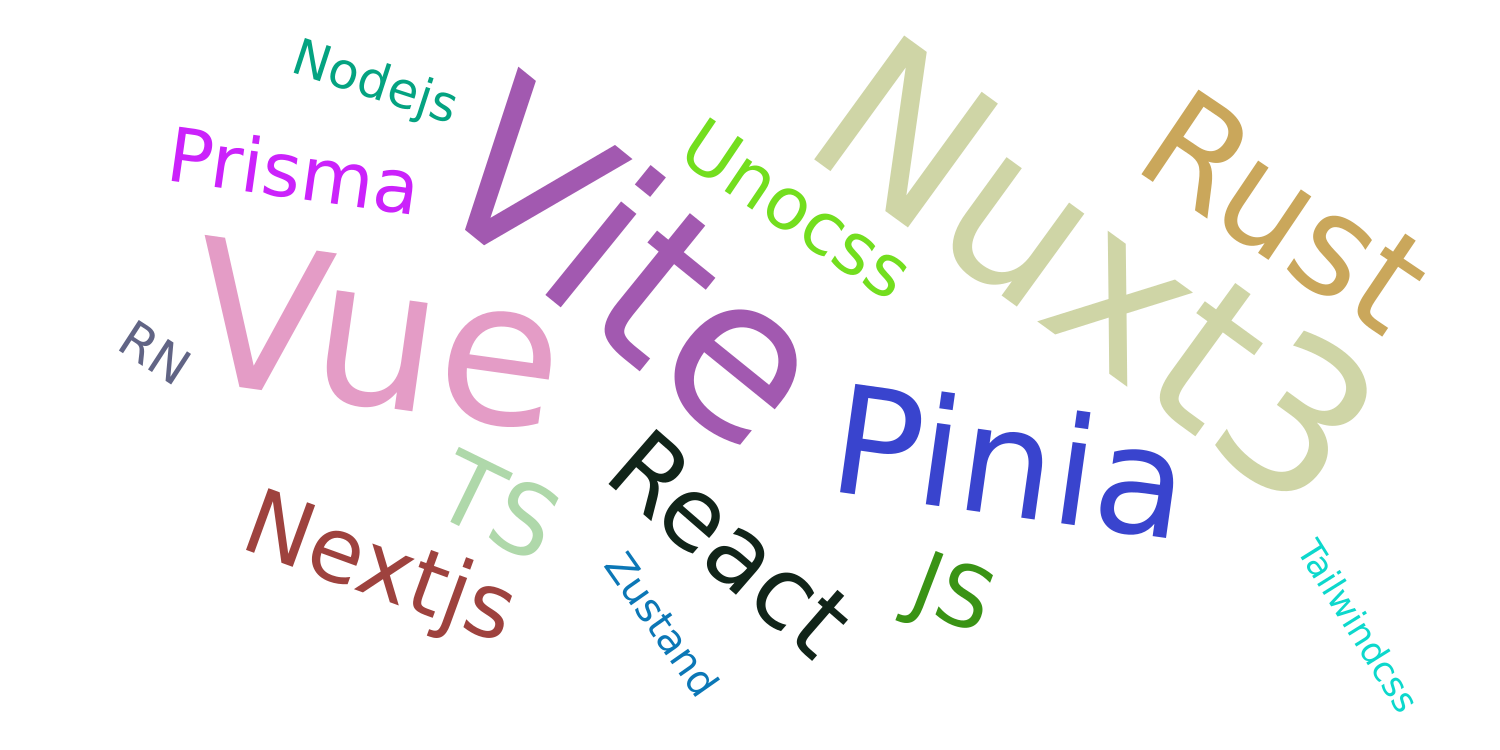 Nodejs
Prisma
Vite
Unocss
Nuxt3
Rust
Vue
RN
Pinia
TS
React
Nextjs
Zustand
JS
Tailwindcss